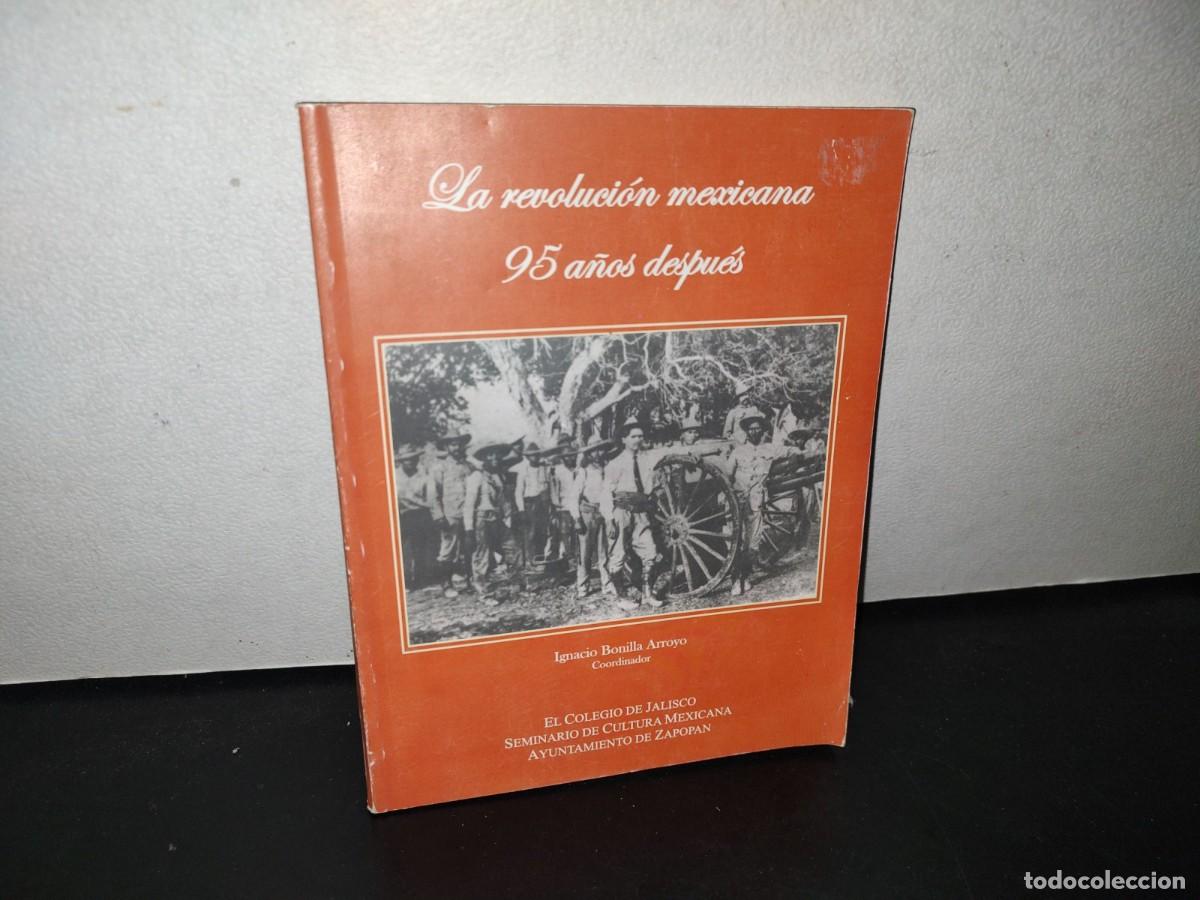 La revolución mexicana
95 años después
Ignacio Bonilla Arroyo
Coordinador
EL COLEGIO DE JALISCO
SEMINARIO DE CULTURA MEXICANA
AYUNTAMIENTO DE ZAPOPAN
todocoleccion